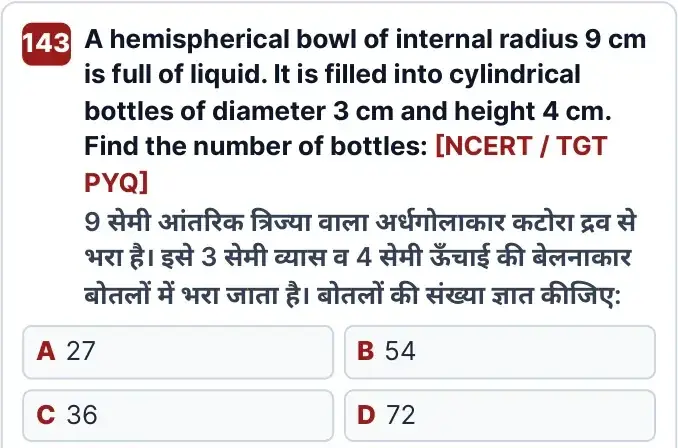 143 A hemispherical bowl of internal radius 9 cm
is full of liquid. It is filled into cylindrical
bottles of diameter 3 cm and height 4 cm.
Find the number of bottles: [NCERT / TGT
PYQ]
9 सेमी आंतरिक त्रिज्या वाला अर्धगोलाकार कटोरा द्रव से
भरा है। इसे 3 सेमी व्यास व 4 सेमी ऊँचाई की बेलनाकार
बोतलों में भरा जाता है। बोतलों की संख्या ज्ञात कीजिए:
A 27
B 54
C 36
D 72